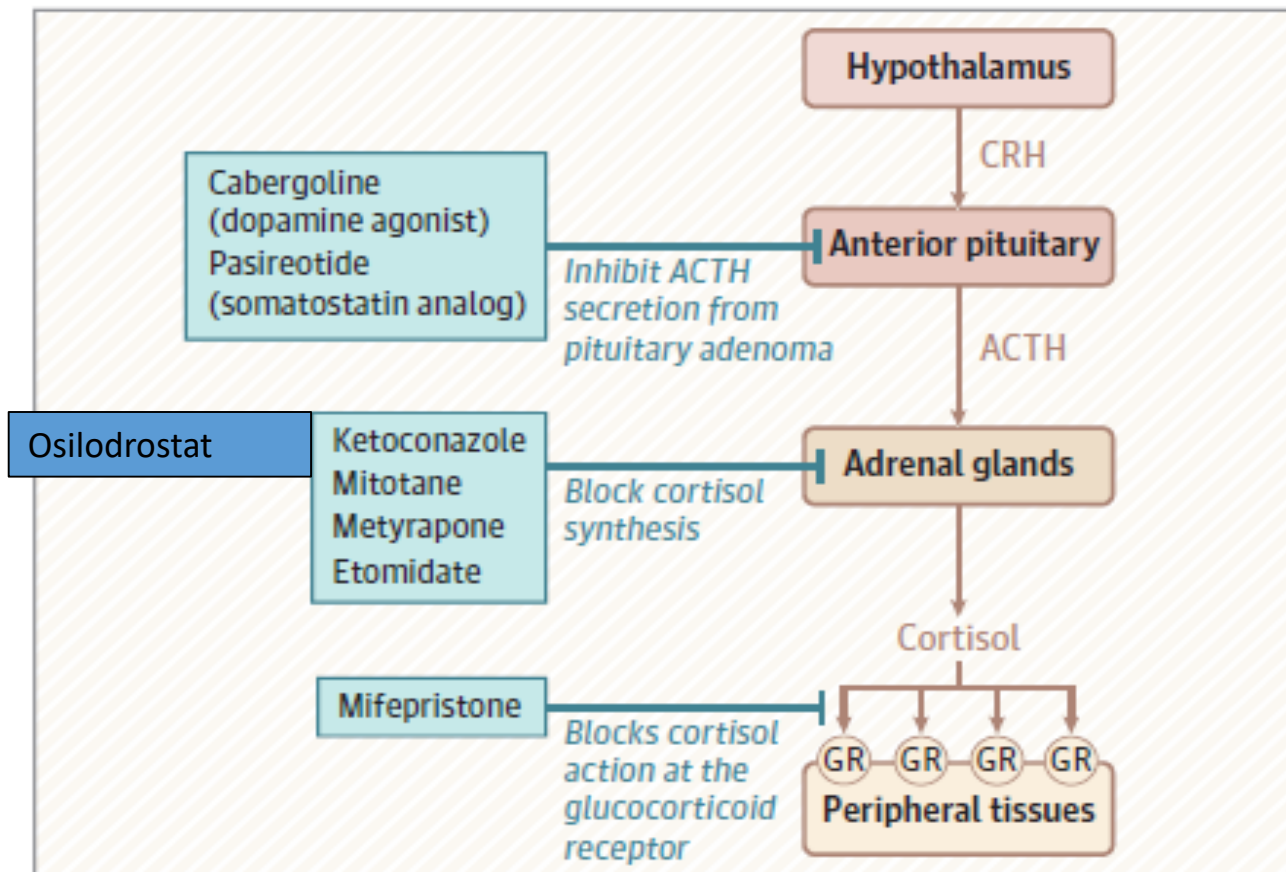 Hypothalamus
CRH
Cabergoline
(dopamine agonist)
Pasireotide
(somatostatin analog)
Inhibit ACTH
secretion from
pituitary adenoma
Anterior pituitary
ACTH
Osilodrostat
Ketoconazole
Mitotane
Metyrapone
Etomidate
Block cortisol
synthesis
Adrenal glands
Cortisol
Mifepristone
Blocks cortisol
action at the
glucocorticoid
receptor
GR GR GR GR
Peripheral tissues